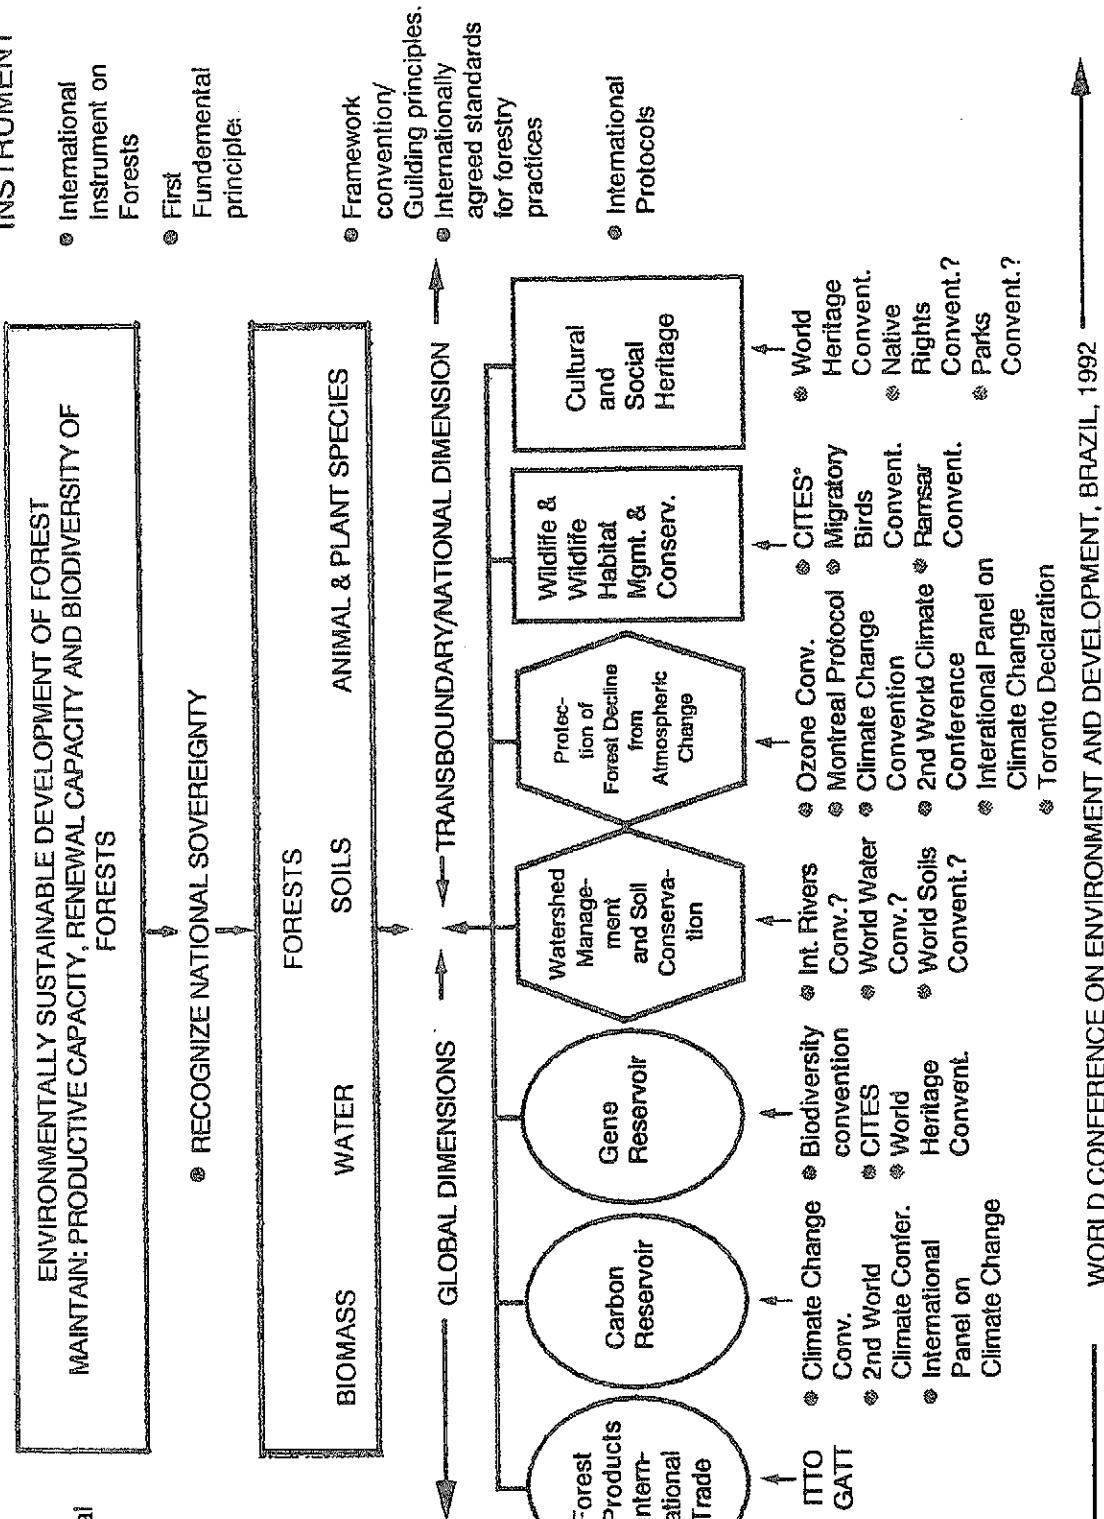 INSTRUMENT
ENVIRONMENTALLY SUSTAINABLE DEVELOPMENT OF FOREST
MAINTAIN: PRODUCTIVE CAPACITY, RENEWAL CAPACITY AND BIODIVERSITY OF
FORESTS
● International
Instrument on
Forests
● First
Fundemental
principle
● RECOGNIZE NATIONAL SOVEREIGNTY
FORESTS
BIOMASS WATER SOILS ANIMAL & PLANT SPECIES
● Framework
convention/
Guilding principles.
● Internationally
agreed standards
for forestry
practices
GLOBAL DIMENSIONS
TRANSBOUNDARY/NATIONAL DIMENSION
● International
Protocols
Forest
Products
Intern-
ational
Trade
Carbon
Reservoir
Gene
Reservoir
Watershed
Manage-
ment
and Soil
Conserva-
tion
Protec-
tion of
Forest Decline
from
Atmospheric
Change
Wildlife &
Wildlife
Habitat
Mgmt. &
Conserv.
Cultural
and
Social
Heritage
ITTO
GATT
● Climate Change
Conv.
● 2nd World
Climate Confer.
● International
Panel on
Climate Change
● Biodiversity
convention
● CITES
● World
Heritage
Convent.
● Int. Rivers
Conv.?
● World Water
Conv.?
● World Soils
Convent.?
● Ozone Conv.
● Montreal Protocol
● Climate Change
Convention
● 2nd World Climate
Conference
● Interational Panel on
Climate Change
● Toronto Declaration
● CITES*
● Migratory
Birds
Convent.
● Ramsar
Convent.
● World
Heritage
Convent.
● Native
Rights
Convent.?
● Parks
Convent.?
WORLD CONFERENCE ON ENVIRONMENT AND DEVELOPMENT, BRAZIL, 1992